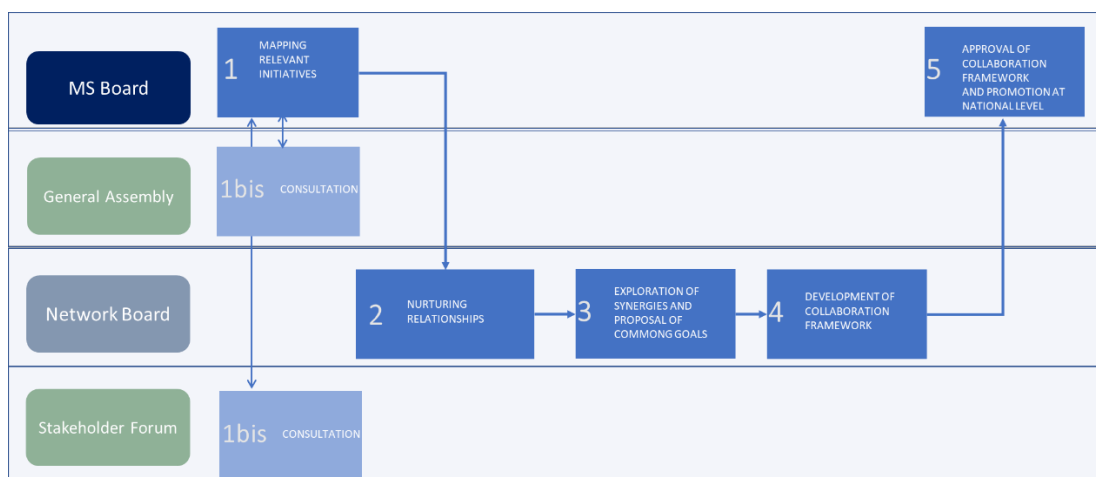 MS Board
1
MAPPING
RELEVANT
INITIATIVES
5
APPROVAL OF
COLLABORATION
FRAMEWORK
AND PROMOTION AT
NATIONAL LEVEL
General Assembly
1bis
CONSULTATION
Network Board
2
NURTURING
RELATIONSHIPS
3
EXPLORATION OF
SYNERGIES AND
PROPOSAL OF
COMMONG GOALS
4
DEVELOPMENT OF
COLLABORATION
FRAMEWORK
Stakeholder Forum
1bis
CONSULTATION